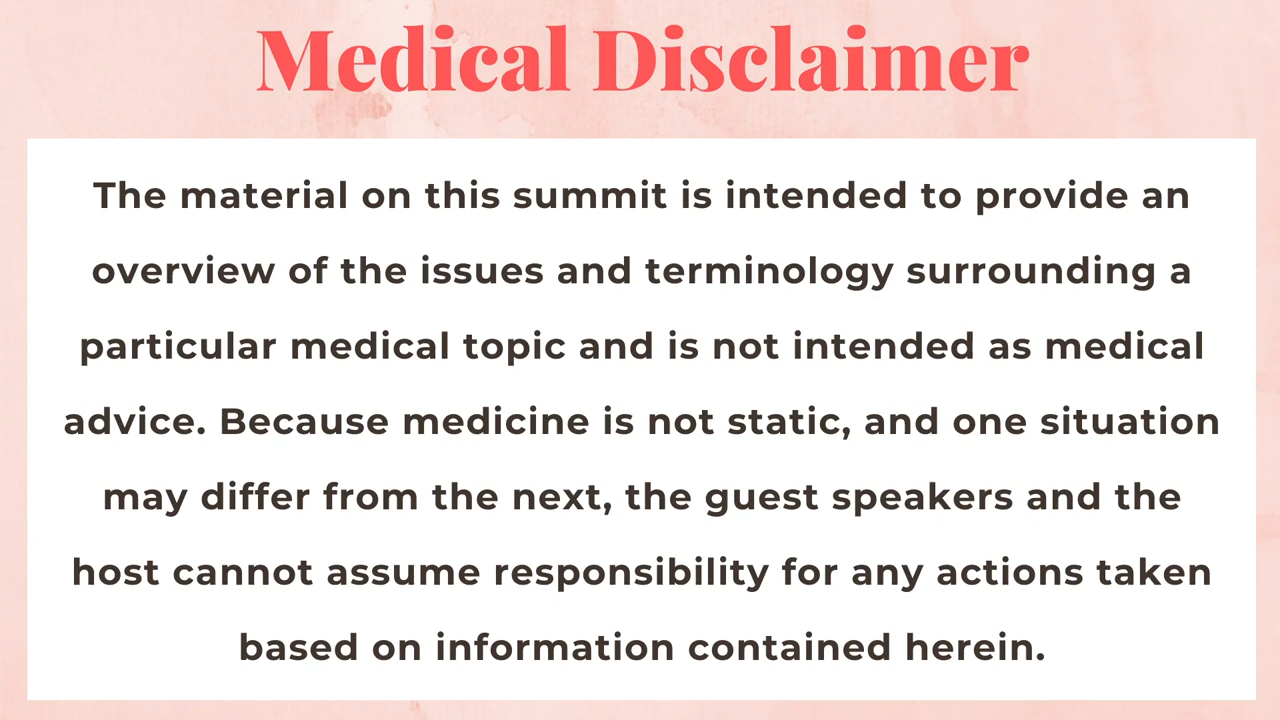 Medical Disclaimer
The material on this summit is intended to provide an
overview of the issues and terminology surrounding a
particular medical topic and is not intended as medical
advice. Because medicine is not static, and one situation
may differ from the next, the guest speakers and the
host cannot assume responsibility for any actions taken
based on information contained herein.